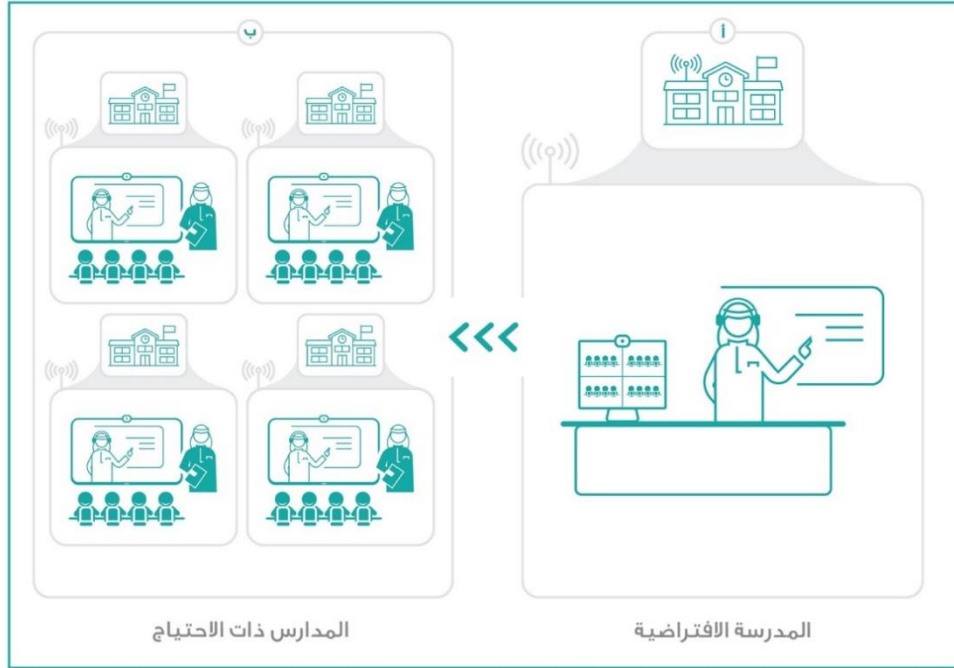 أ
ب
المدرسة الافتراضية
المدارس ذات الاحتياج